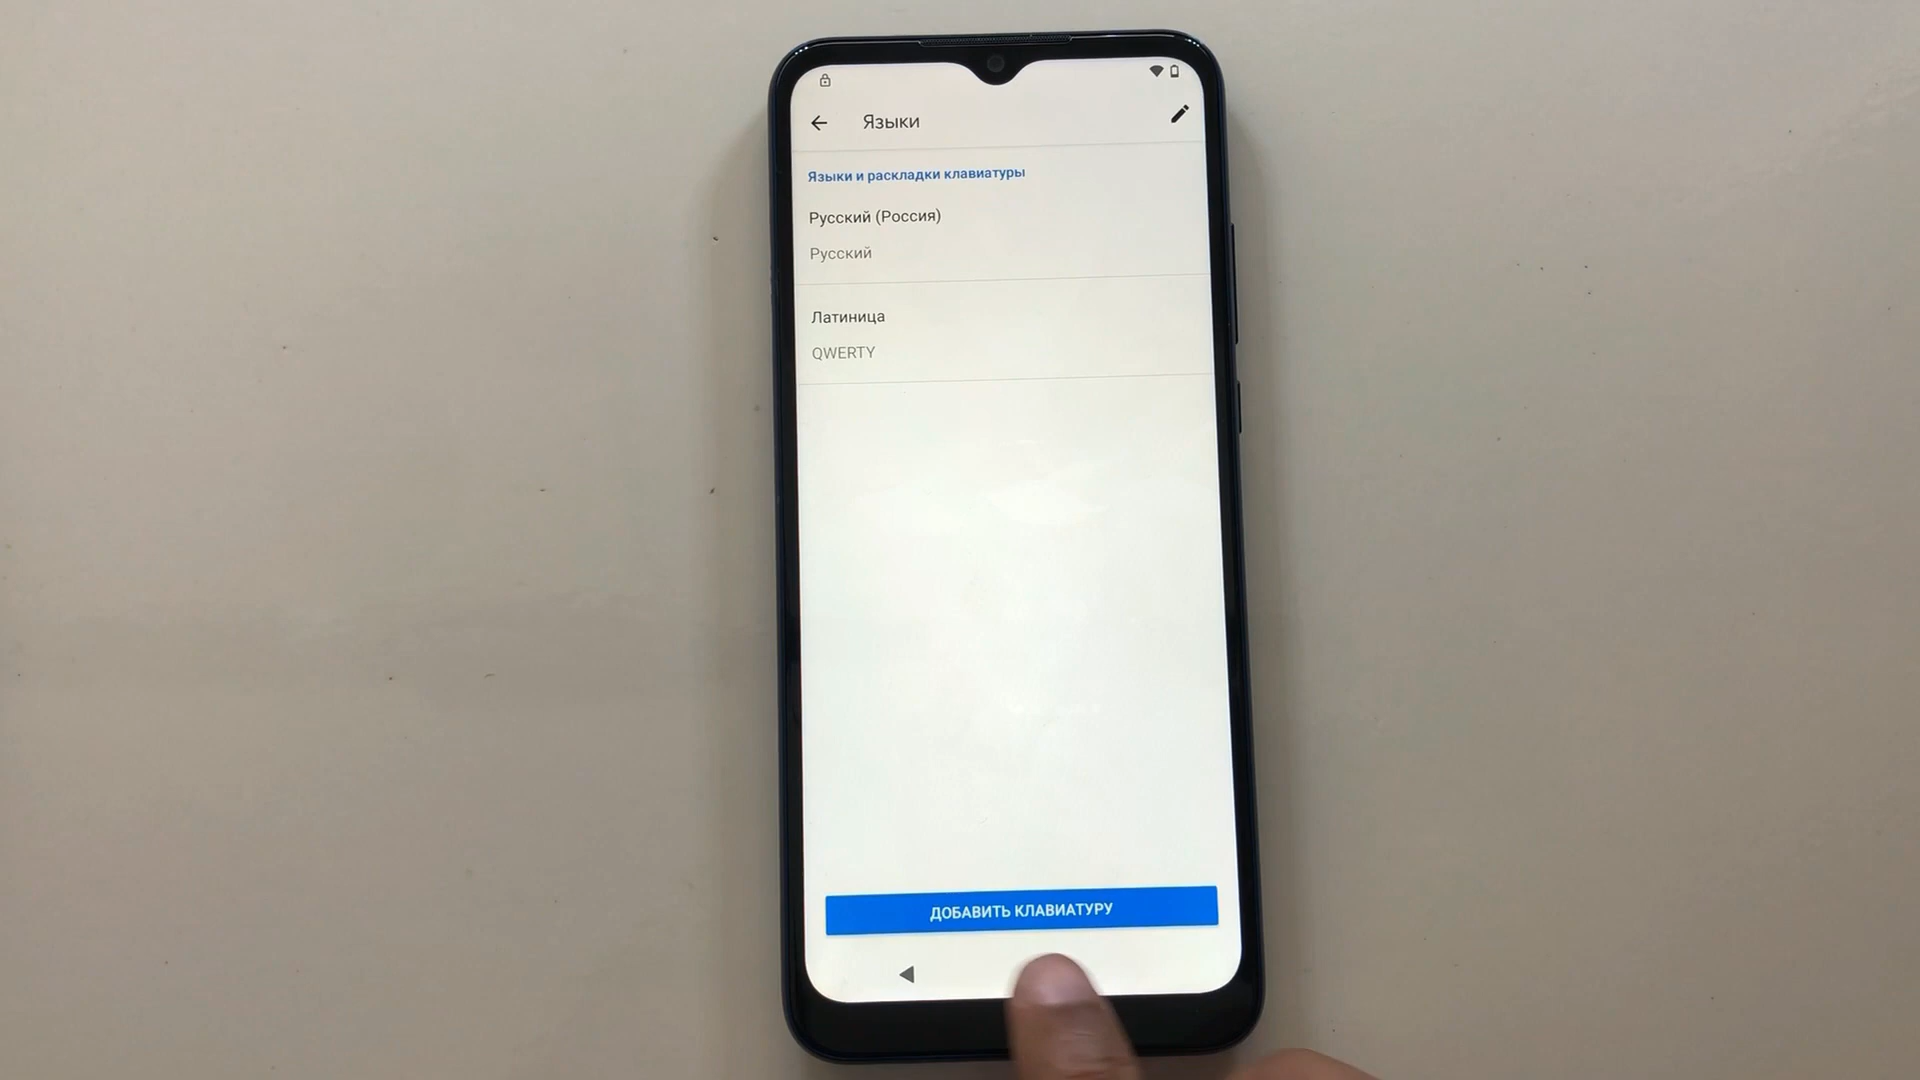 Языки
Языки и раскладки клавиатуры
Русский (Россия)
Русский
Латиница
QWERTY
ДОБАВИТЬ КЛАВИАТУРУ